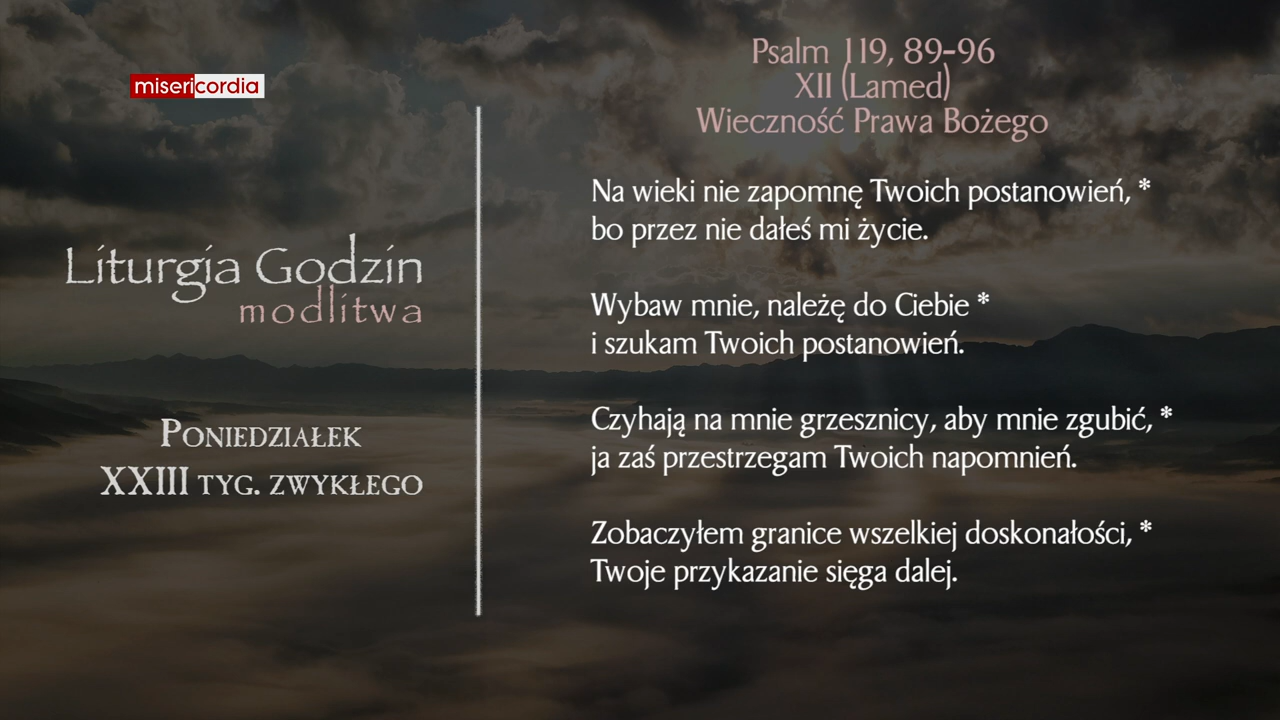 misericordia
Liturgia Godzin
modlitwa
Poniedziałek
XXIII tyg. zwykłego
Psalm 119, 89-96
XII (Lamed)
Wieczność Prawa Bożego
Na wieki nie zapomnę Twoich postanowień, *
bo przez nie dałeś mi życie.
Wybaw mnie, należę do Ciebie *
i szukam Twoich postanowień.
Czyhają na mnie grzesznicy, aby mnie zgubić, *
ja zaś przestrzegam Twoich napomnień.
Zobaczyłem granice wszelkiej doskonałości, *
Twoje przykazanie sięga dalej.